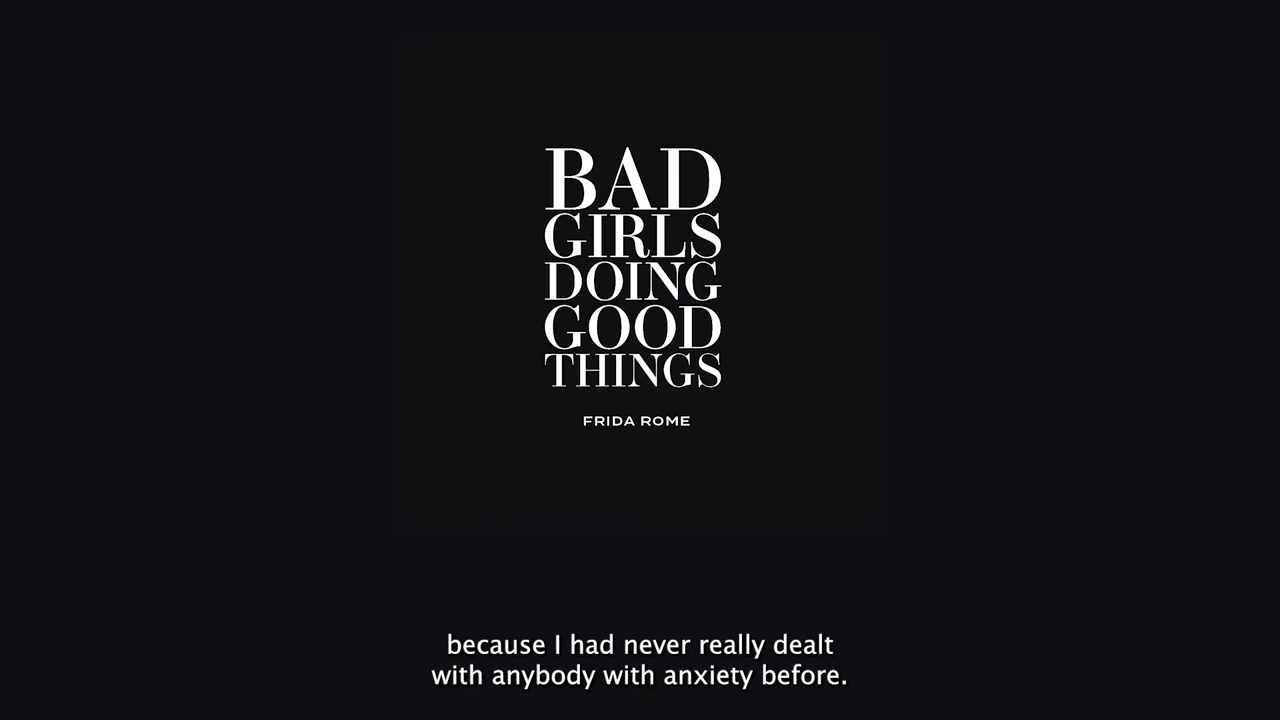 BAD
GIRLS
DOING
GOOD
THINGS
FRIDA ROME
because I had never really dealt
with anybody with anxiety before.